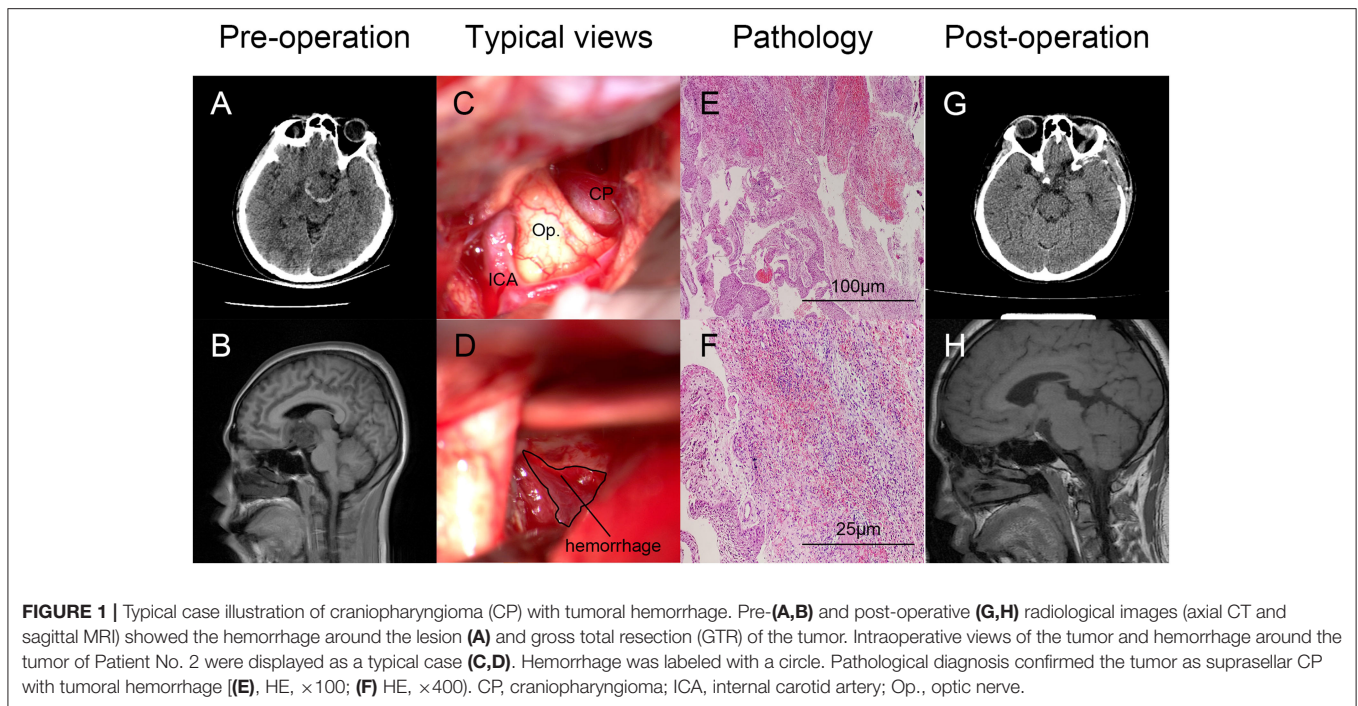 Pre-operation Typical views Pathology Post-operation
A C E G
CP
Op.
ICA
100µm
B D F H
hemorrhage
25µm
FIGURE 1 | Typical case illustration of craniopharyngioma (CP) with tumoral hemorrhage. Pre-(A,B) and post-operative (G,H) radiological images (axial CT and
sagittal MRI) showed the hemorrhage around the lesion (A) and gross total resection (GTR) of the tumor. Intraoperative views of the tumor and hemorrhage around the
tumor of Patient No. 2 were displayed as a typical case (C,D). Hemorrhage was labeled with a circle. Pathological diagnosis confirmed the tumor as suprasellar CP
with tumoral hemorrhage [(E), HE, ×100; (F) HE, ×400). CP, craniopharyngioma; ICA, internal carotid artery; Op., optic nerve.